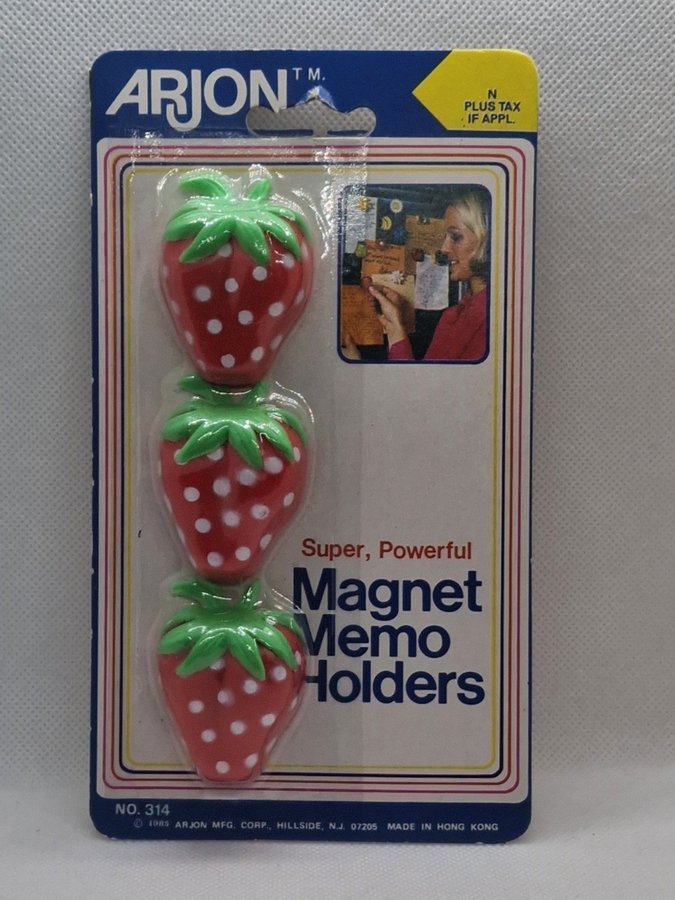 ARJON T M.
N
PLUS TAX
IF APPL.
Super, Powerful
Magnet
Memo
Holders
NO. 314
© 1985 ARJON MFG. CORP., HILLSIDE, N.J. 07205 MADE IN HONG KONG